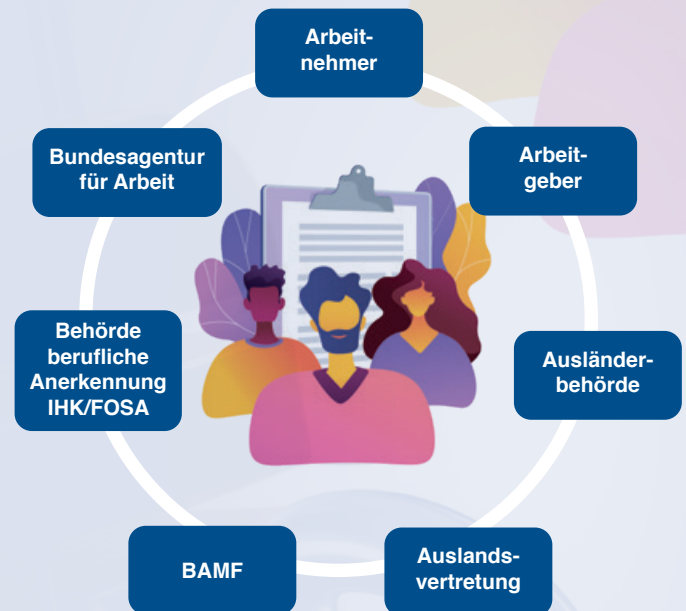 Arbeit-
nehmer
Arbeit-
geber
Ausländer-
behörde
Auslands-
vertretung
BAMF
Behörde
berufliche
Anerkennung
IHK/FOSA
Bundesagentur
für Arbeit